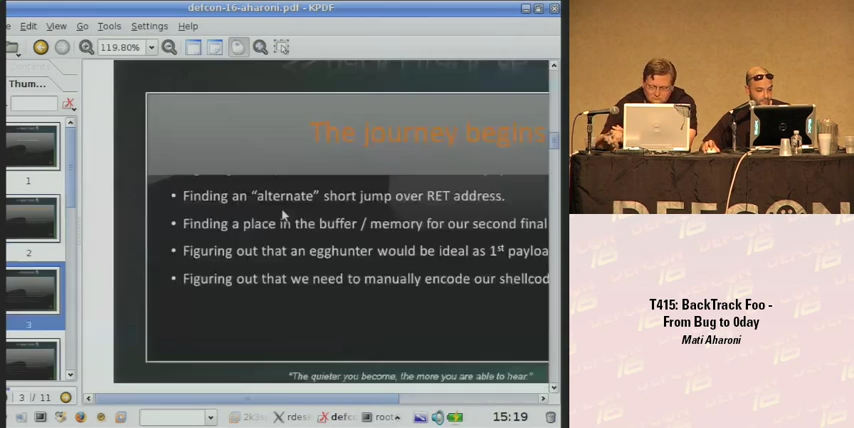 defcon-16-aharoni.pdf - KPDF
Edit View Go Tools Settings Help
119.80%
Thum...
1
2
3
The journey begins
• Finding an "alternate" short jump over RET address.
• Finding a place in the buffer / memory for our second final
• Figuring out that an egghunter would be ideal as 1st payloa
• Figuring out that we need to manually encode our shellcod
"The quieter you become, the more you are able to hear."
3 / 11
2k3s
rdes
defco
root
15:19
DEFCON
T415: BackTrack Foo -
From Bug to 0day
Mati Aharoni